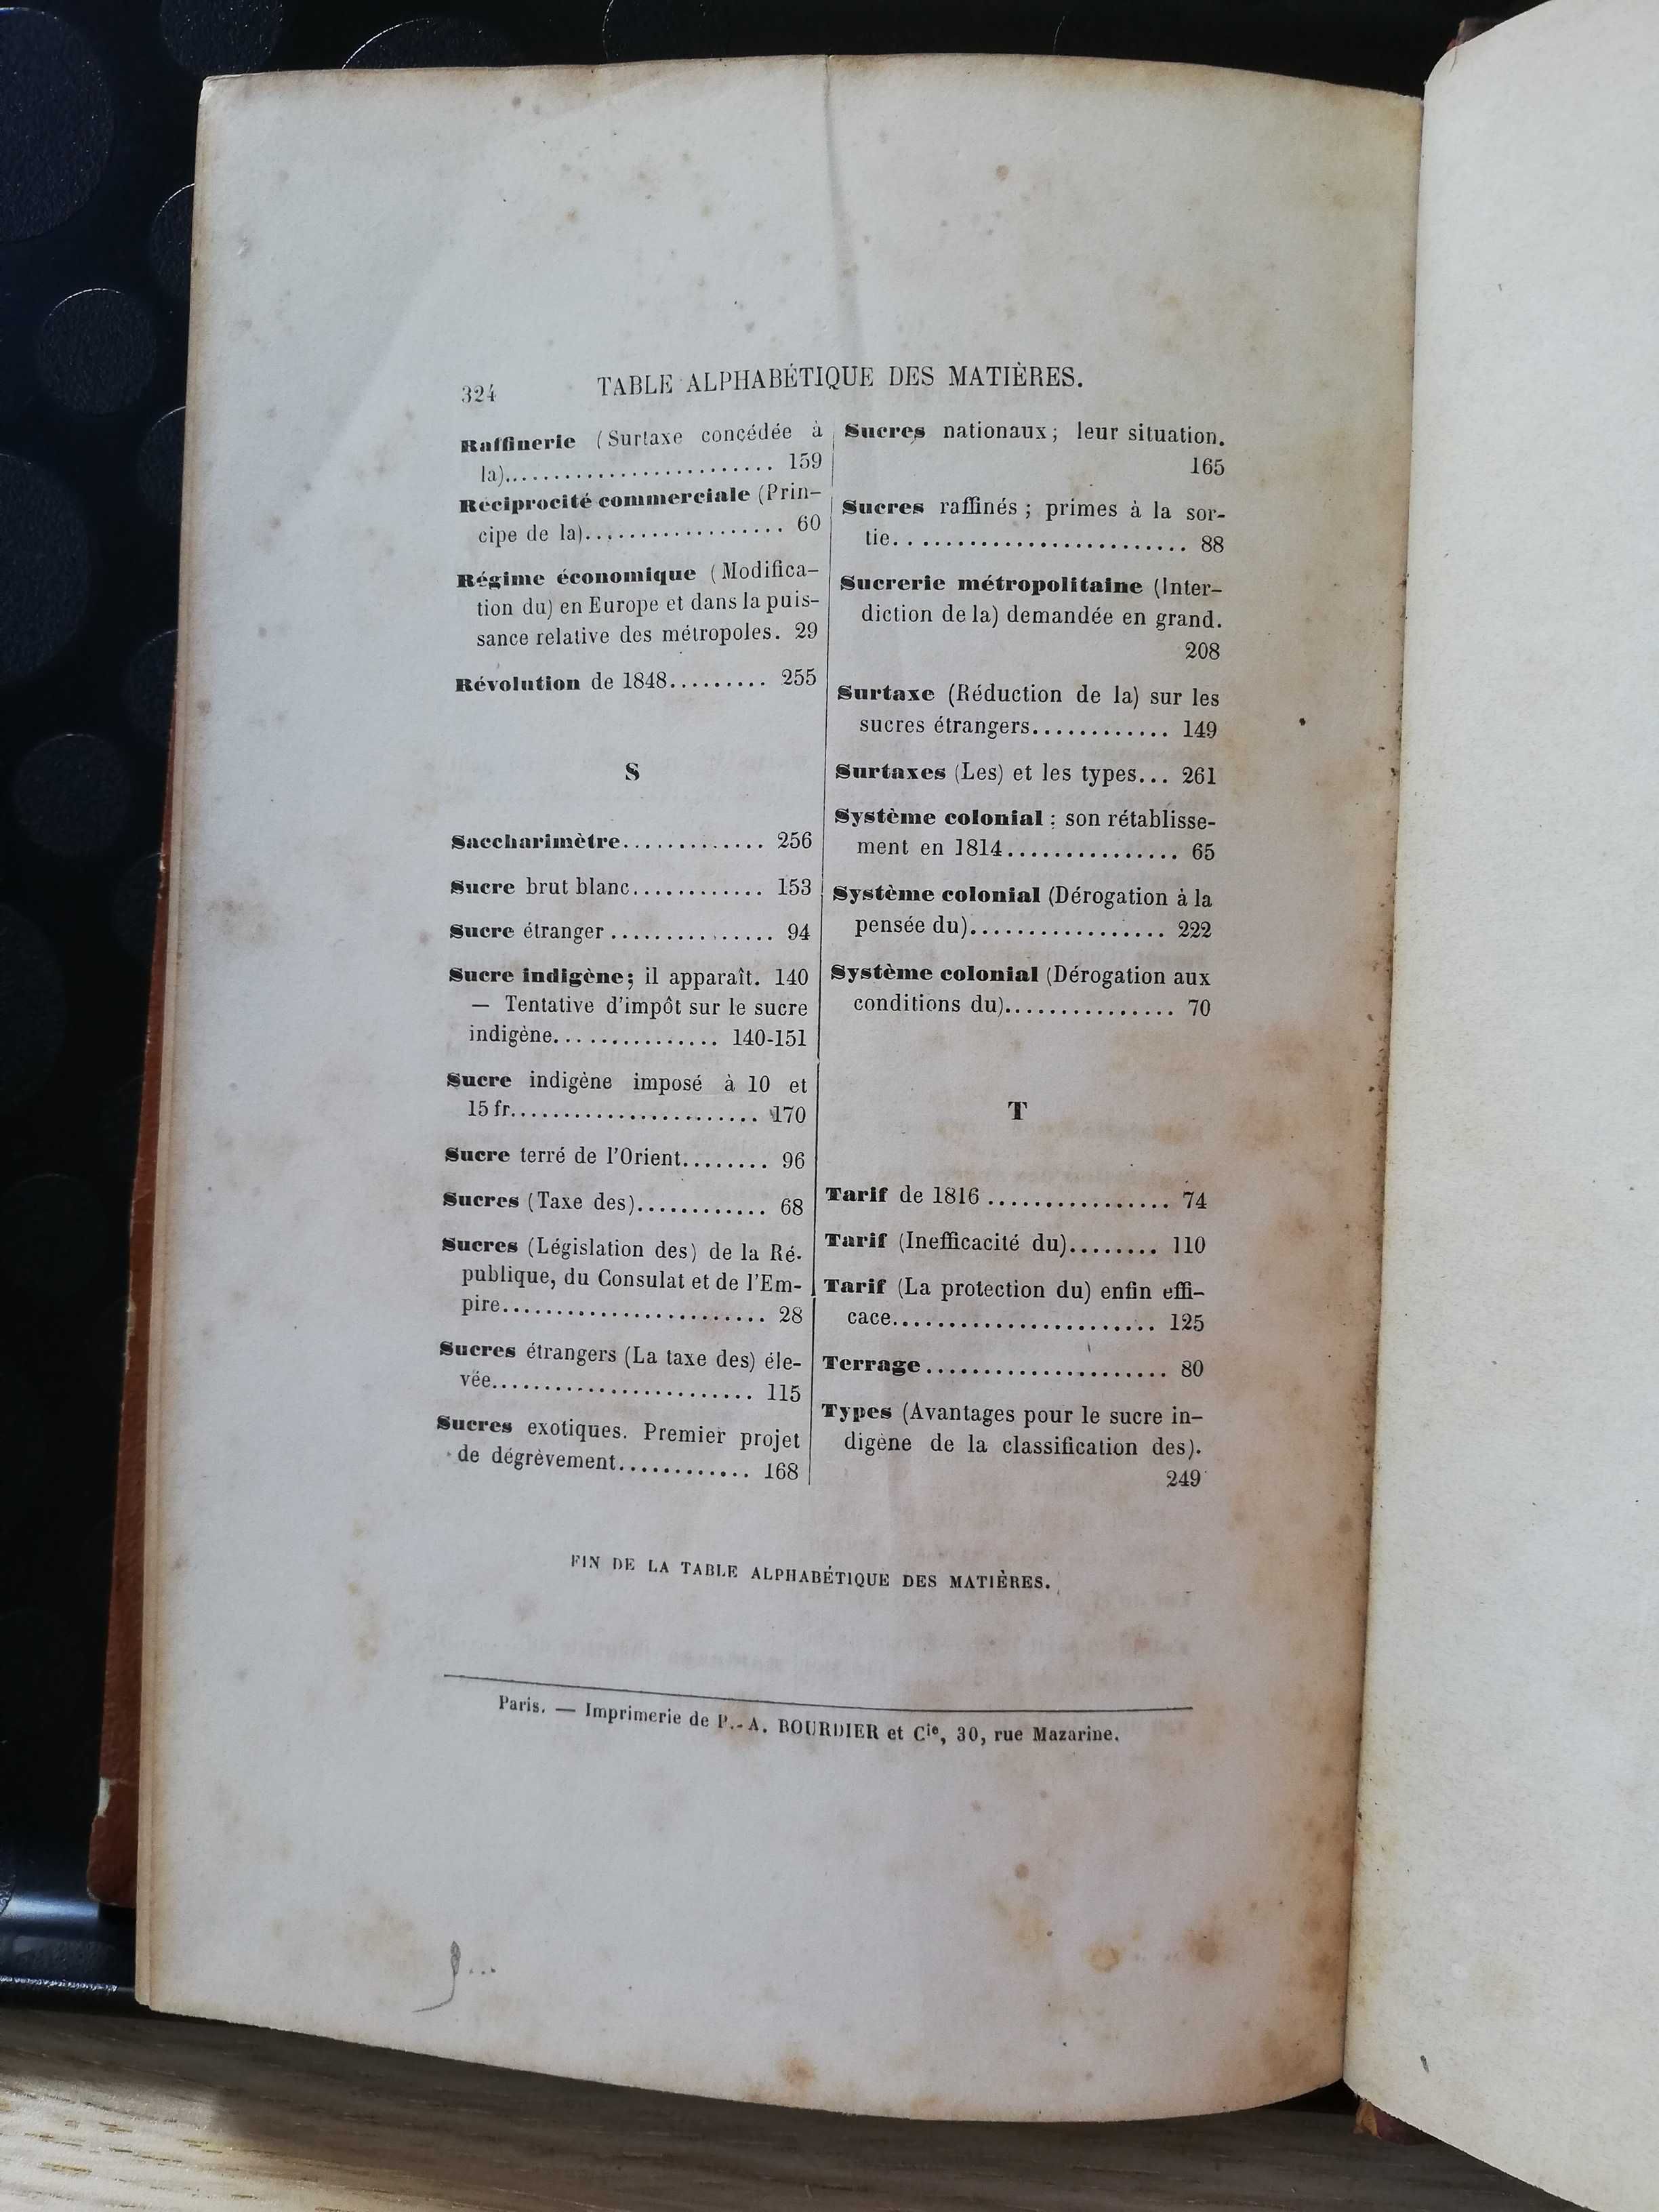 324 TABLE ALPHABÉTIQUE DES MATIÈRES.
Raffinerie (Surtaxe concédée à
la)........................ 159
Réciprocité commerciale (Prin-
cipe de la).................. 60
Régime économique (Modifica-
tion du) en Europe et dans la puis-
sance relative des métropoles. 29
Révolution de 1848......... 255
S
Saccharimètre............. 256
Sucre brut blanc............ 153
Sucre étranger................ 94
Sucre indigène; il apparaît. 140
— Tentative d'impôt sur le sucre
indigène................ 140-151
Sucre indigène imposé à 10 et
15 fr........................ 170
Sucre terré de l'Orient........ 96
Sucres (Taxe des)............ 68
Sucres (Législation des) de la Ré-
publique, du Consulat et de l'Em-
pire.......................... 28
Sucres étrangers (La taxe des) éle-
vée......................... 115
Sucres exotiques. Premier projet
de dégrèvement............ 168
Sucres nationaux; leur situation.
165
Sucres raffinés; primes à la sor-
tie............................ 88
Sucrerie métropolitaine (Inter-
diction de la) demandée en grand.
208
Surtaxe (Réduction de la) sur les
sucres étrangers............ 149
Surtaxes (Les) et les types... 261
Système colonial : son rétablisse-
ment en 1814............... 65
Système colonial (Dérogation à la
pensée du)................. 222
Système colonial (Dérogation aux
conditions du)............... 70
T
Tarif de 1816................ 74
Tarif (Inefficacité du)........ 110
Tarif (La protection du) enfin effi-
cace....................... 125
Terrage..................... 80
Types (Avantages pour le sucre in-
digène de la classification des).
249
FIN DE LA TABLE ALPHABÉTIQUE DES MATIÈRES.
Paris. — Imprimerie de P.-A. BOURDIER et Cie, 30, rue Mazarine.